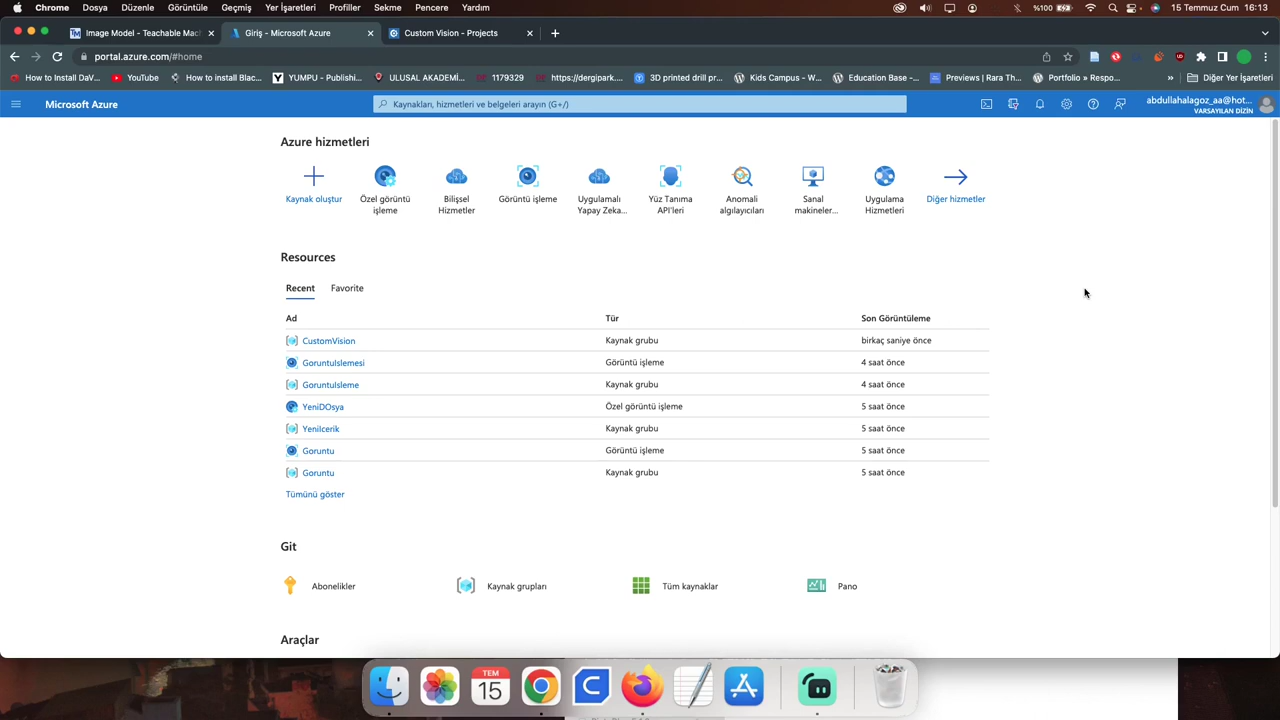 Chrome Dosya Düzenle Görüntüle Geçmiş Yer İşaretleri Profiller Sekme Pencere Yardım %100 15 Temmuz Cum 16:13
Image Model - Teachable Mac Giriş - Microsoft Azure Custom Vision - Projects
portal.azure.com/#home
How to Install DaV... YouTube How to install Blac... YUMPU - Publishi... ULUSAL AKADEMİ... 1179329 https://dergipark.... 3D printed drill pr... Kids Campus - W... Education Base -... Previews | Rara Th... Portfolio » Respo... » Diğer Yer İşaretleri
Microsoft Azure
Kaynakları, hizmetleri ve belgeleri arayın (G+/)
abdullahalagoz_aa@hot...
VARSAYILAN DİZİN
Azure hizmetleri
Kaynak oluştur
Özel görüntü işleme
Bilişsel Hizmetler
Görüntü işleme
Uygulamalı Yapay Zeka...
Yüz Tanıma API'leri
Anomali algılayıcıları
Sanal makineler...
Uygulama Hizmetleri
Diğer hizmetler
Resources
Recent Favorite
Ad Tür Son Görüntüleme
CustomVision Kaynak grubu birkaç saniye önce
GoruntuIslemesi Görüntü işleme 4 saat önce
GoruntuIsleme Kaynak grubu 4 saat önce
YeniDOsya Özel görüntü işleme 5 saat önce
YeniIcerik Kaynak grubu 5 saat önce
Goruntu Görüntü işleme 5 saat önce
Goruntu Kaynak grubu 5 saat önce
Tümünü göster
Git
Abonelikler Kaynak grupları Tüm kaynaklar Pano
Araçlar
TEM
15